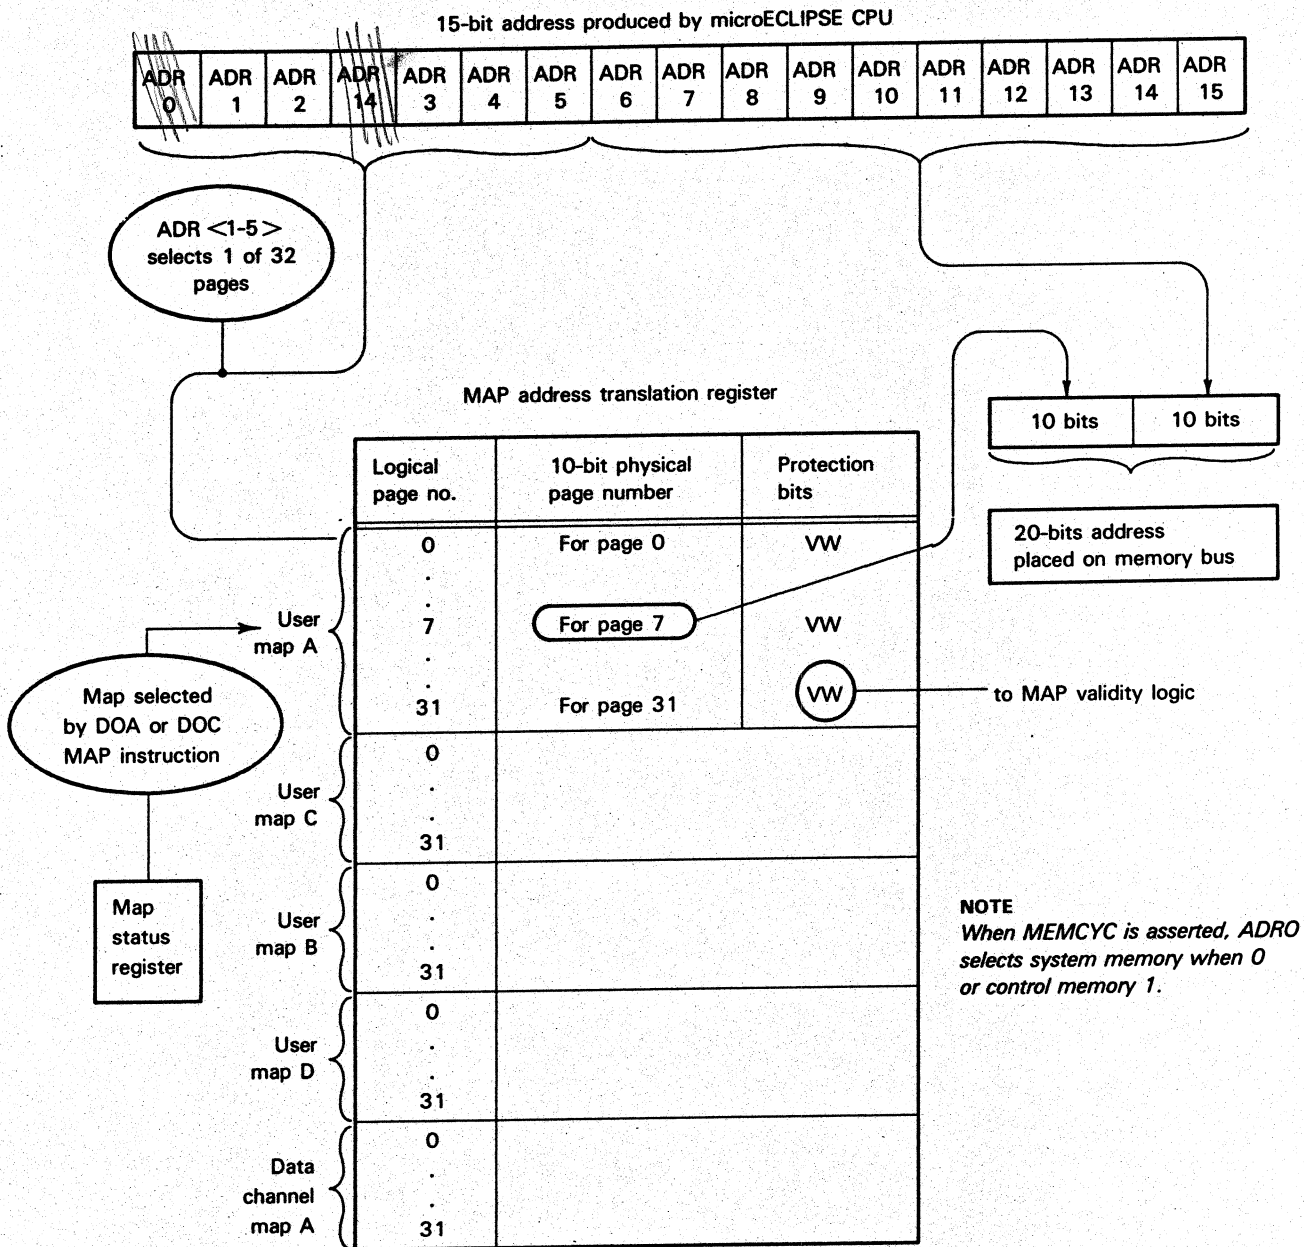 15-bit address produced by microECLIPSE CPU
ADR 0 ADR 1 ADR 2 ADR 14 ADR 3 ADR 4 ADR 5 ADR 6 ADR 7 ADR 8 ADR 9 ADR 10 ADR 11 ADR 12 ADR 13 ADR 14 ADR 15
ADR <1-5>
selects 1 of 32
pages
MAP address translation register
10 bits 10 bits
20-bits address
placed on memory bus
Logical
page no.
10-bit physical
page number
Protection
bits
User
map A
0 For page 0 VW
.
.
7 For page 7 VW
.
.
31 For page 31 VW
to MAP validity logic
Map selected
by DOA or DOC
MAP instruction
Map
status
register
User
map C
0
.
.
31
User
map B
0
.
.
31
User
map D
0
.
.
31
Data
channel
map A
0
.
.
31
NOTE
When MEMCYC is asserted, ADRO
selects system memory when 0
or control memory 1.